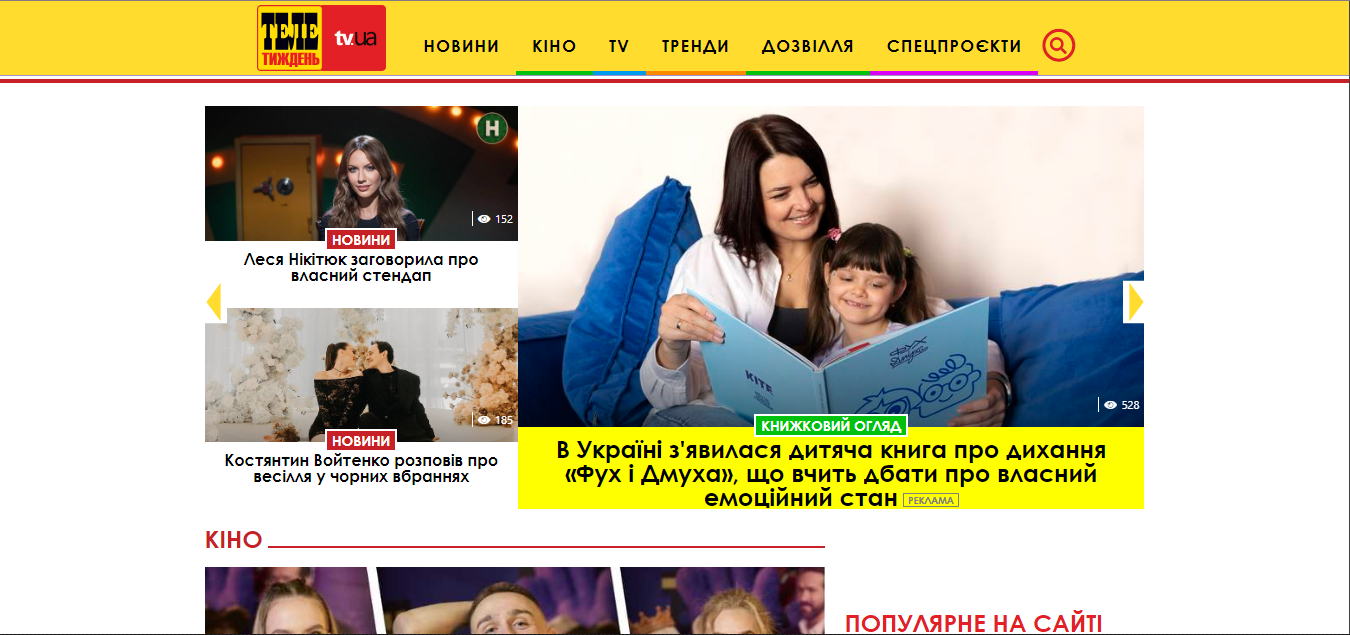 ТЕЛЕ
ТИЖДЕНЬ
tv.ua
НОВИНИ КІНО TV ТРЕНДИ ДОЗВІЛЛЯ СПЕЦПРОЄКТИ
H
152
НОВИНИ
Леся Нікітюк заговорила про
власний стендап
185
НОВИНИ
Костянтин Войтенко розповів про
весілля у чорних вбраннях
ФУХ
Дмуха
KITE
528
КНИЖКОВИЙ ОГЛЯД
В Україні з'явилася дитяча книга про дихання
«Фух і Дмуха», що вчить дбати про власний
емоційний стан РЕКЛАМА
КІНО
ПОПУЛЯРНЕ НА САЙТІ